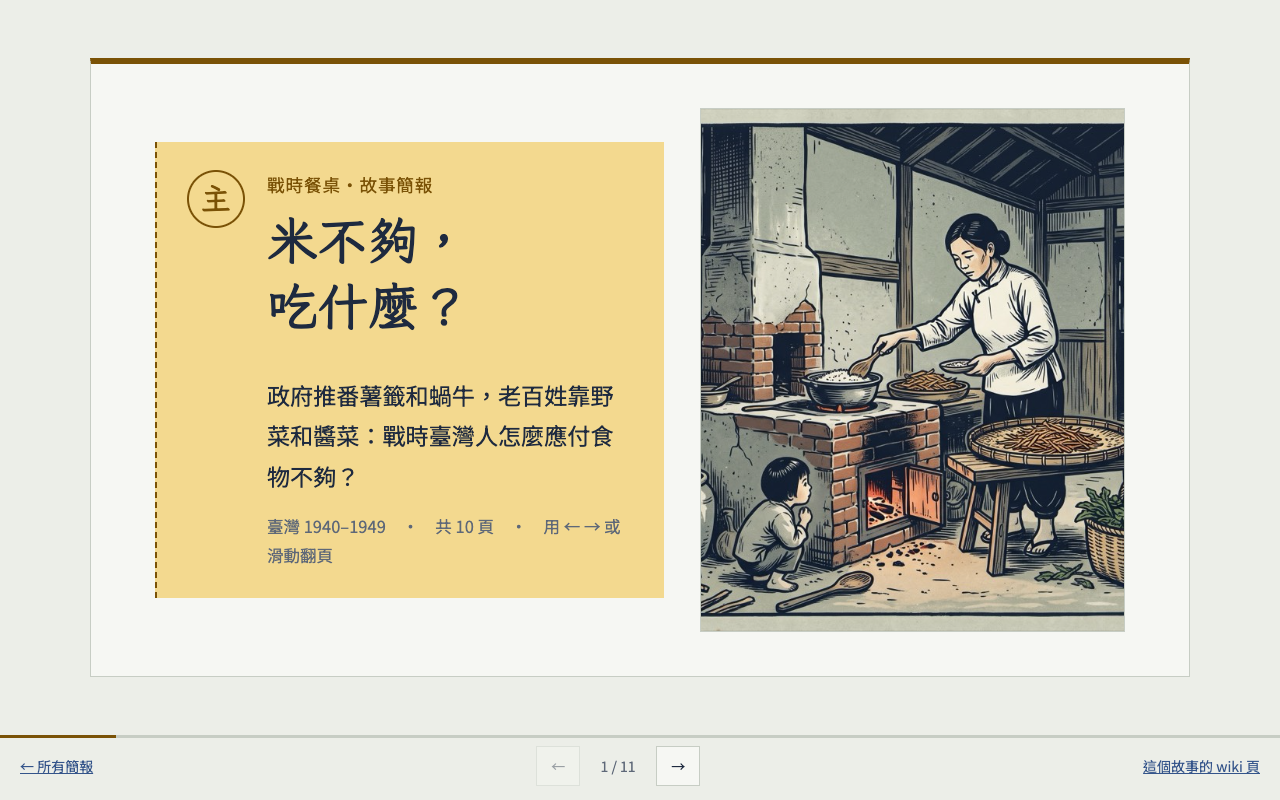 主
戰時餐桌・故事簡報
米不夠，
吃什麼？
政府推番薯籤和蝸牛，老百姓靠野
菜和醬菜：戰時臺灣人怎麼應付食
物不夠？
臺灣 1940–1949 ・ 共 10 頁 ・ 用 ← → 或
滑動翻頁
← 所有簡報
←
1 / 11
→
這個故事的 wiki 頁